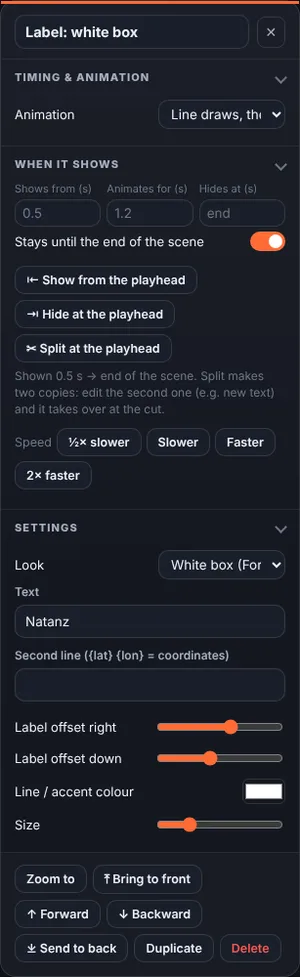 Label: white box ✕
TIMING & ANIMATION
Animation Line draws, the
WHEN IT SHOWS
Shows from (s) Animates for (s) Hides at (s)
0.5 1.2 end
Stays until the end of the scene
⇤ Show from the playhead
⇥ Hide at the playhead
✂ Split at the playhead
Shown 0.5 s → end of the scene. Split makes
two copies: edit the second one (e.g. new text)
and it takes over at the cut.
Speed ½× slower Slower Faster
2× faster
SETTINGS
Look White box (For
Text
Natanz
Second line ({lat} {lon} = coordinates)
Label offset right
Label offset down
Line / accent colour
Size
Zoom to ⤒ Bring to front
↑ Forward ↓ Backward
⤓ Send to back Duplicate Delete